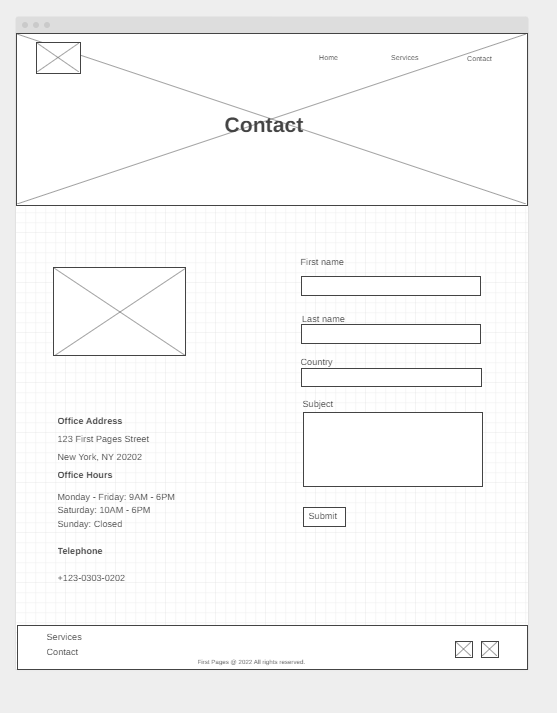 Home
Services
Contact
Contact
Office Address
123 First Pages Street
New York, NY 20202
Office Hours
Monday - Friday: 9AM - 6PM
Saturday: 10AM - 6PM
Sunday: Closed
Telephone
+123-0303-0202
First name
Last name
Country
Subject
Submit
Services
Contact
First Pages @ 2022 All rights reserved.